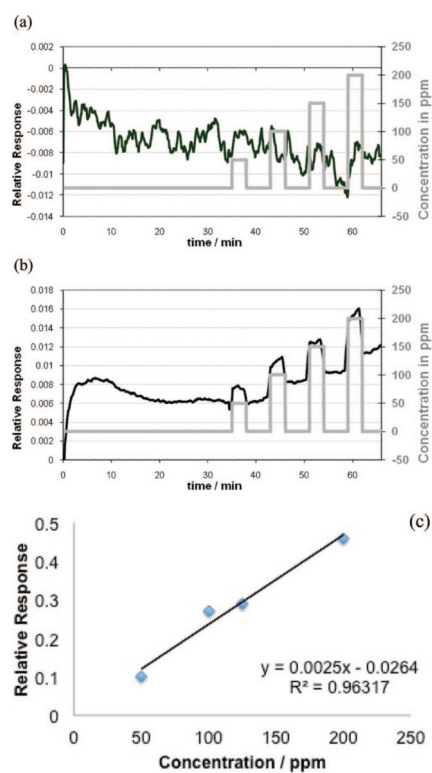 (a)
0.002
0
-0.002
-0.004
-0.006
-0.008
-0.01
-0.012
-0.014
Relative Response
0 10 20 30 40 50 60
time / min
250
200
150
100
50
0
-50
Concentration in ppm
(b)
0.018
0.016
0.014
0.012
0.01
0.008
0.006
0.004
0.002
0
Relative Response
0 10 20 30 40 50 60
time / min
250
200
150
100
50
0
-50
Concentration in ppm
(c)
0.5
0.4
0.3
0.2
0.1
0
Relative Response
y = 0.0025x - 0.0264
R² = 0.96317
0 50 100 150 200 250
Concentration / ppm